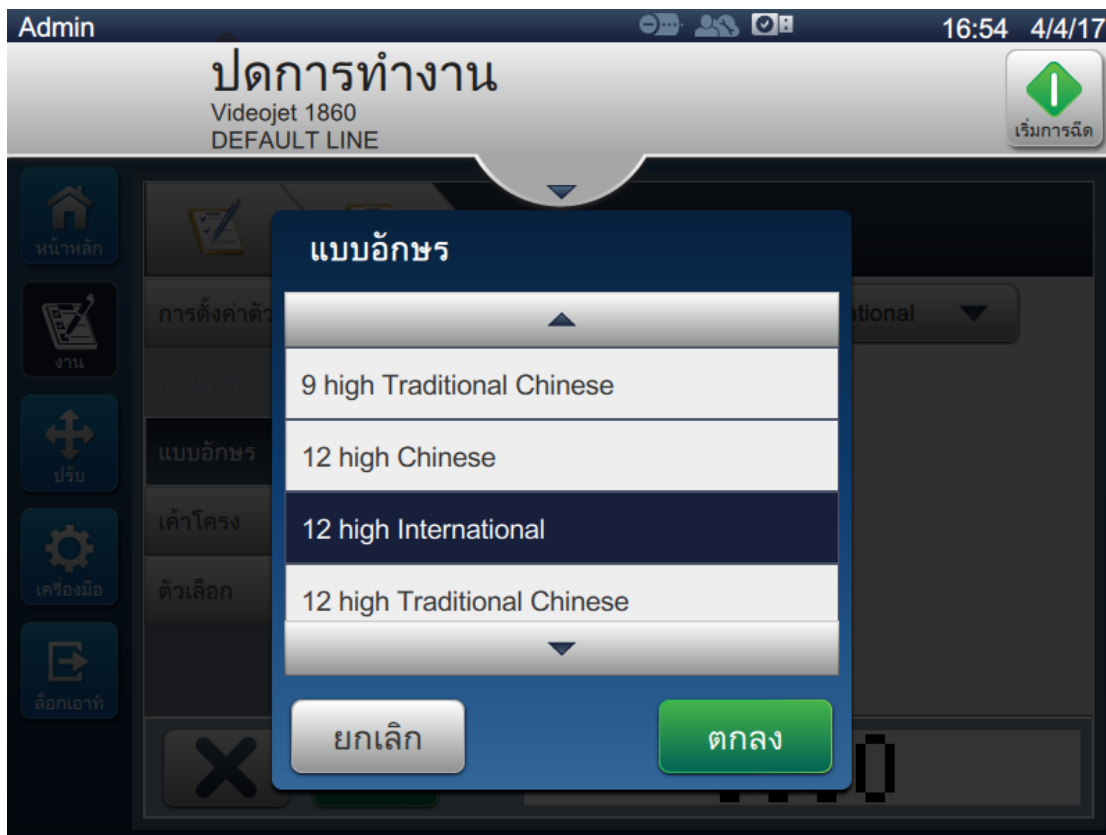 Admin
16:54 4/4/17
ปดการทำงาน
Videojet 1860
DEFAULT LINE
เริ่มการฉีด
หน้าหลัก
งาน
ปรับ
เครื่องมือ
ล็อกเอาท์
การตั้งค่าตัว
ational
แบบอักษร
เค้าโครง
ตัวเลือก
แบบอักษร
9 high Traditional Chinese
12 high Chinese
12 high International
12 high Traditional Chinese
ยกเลิก
ตกลง